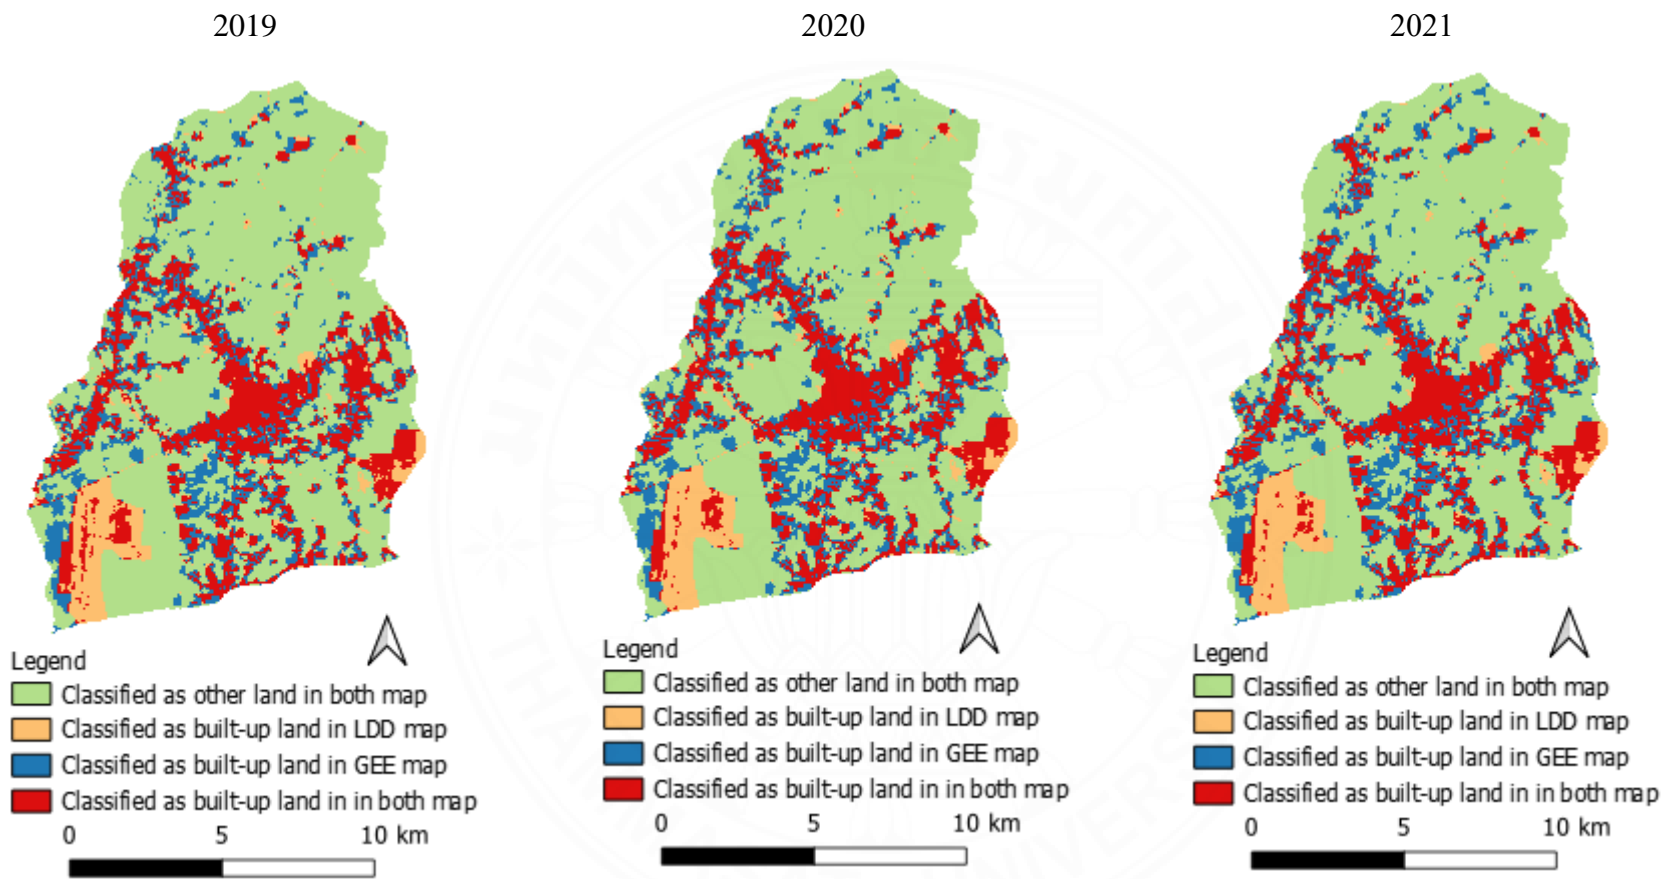 2019
2020
2021
Legend
Classified as other land in both map
Classified as built-up land in LDD map
Classified as built-up land in GEE map
Classified as built-up land in in both map
0 5 10 km
Legend
Classified as other land in both map
Classified as built-up land in LDD map
Classified as built-up land in GEE map
Classified as built-up land in in both map
0 5 10 km
Legend
Classified as other land in both map
Classified as built-up land in LDD map
Classified as built-up land in GEE map
Classified as built-up land in in both map
0 5 10 km